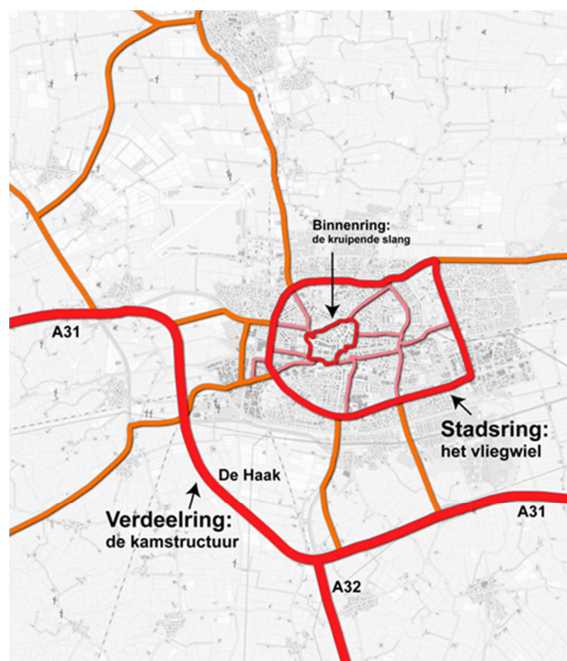 Binnenring:
de kruipende slang
A31
Stadsring:
het vliegwiel
De Haak
Verdeelring:
de kamstructuur
A31
A32